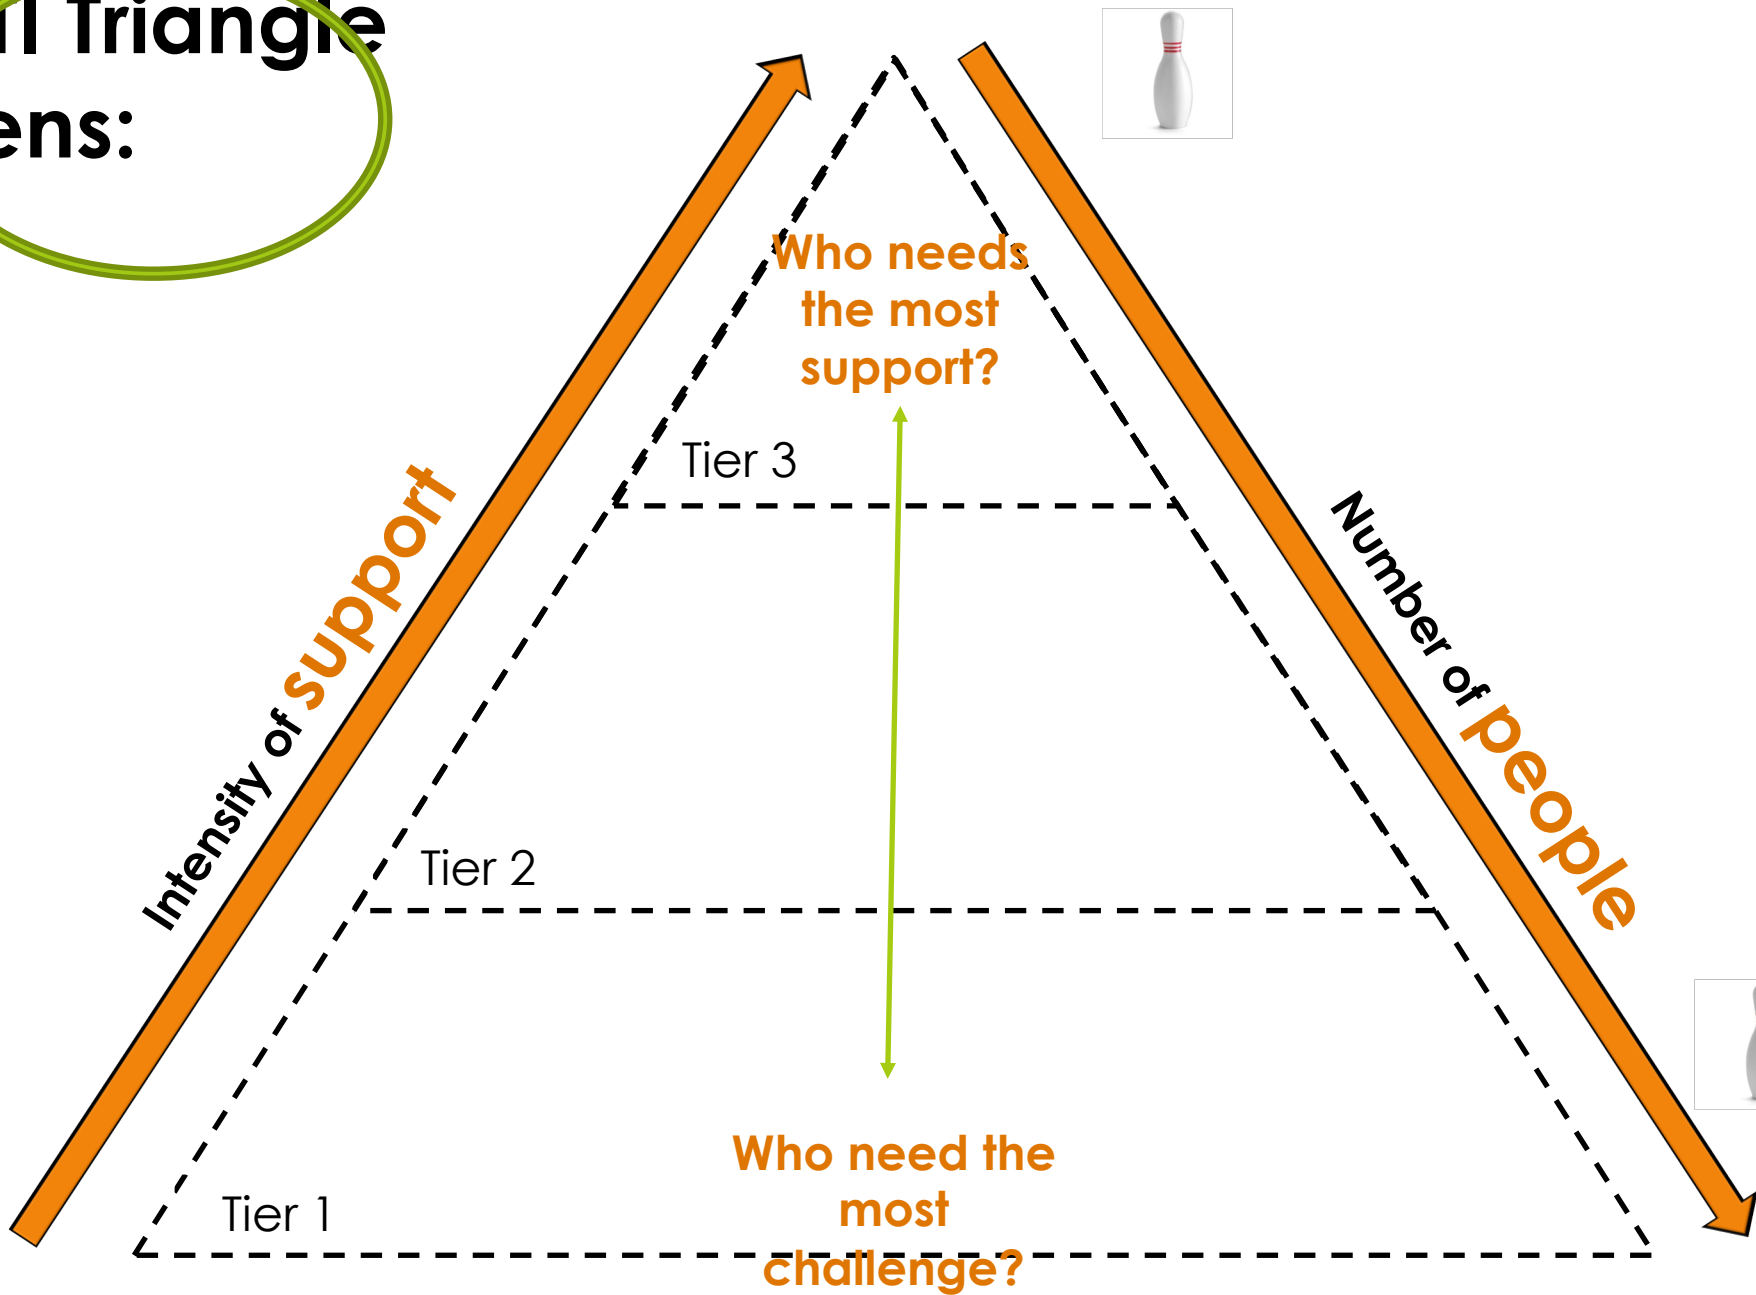 Triangle
ens:
Who needs
the most
support?
Tier 3
Intensity of support
Number of people
Tier 2
Who need the
most
challenge?
Tier 1